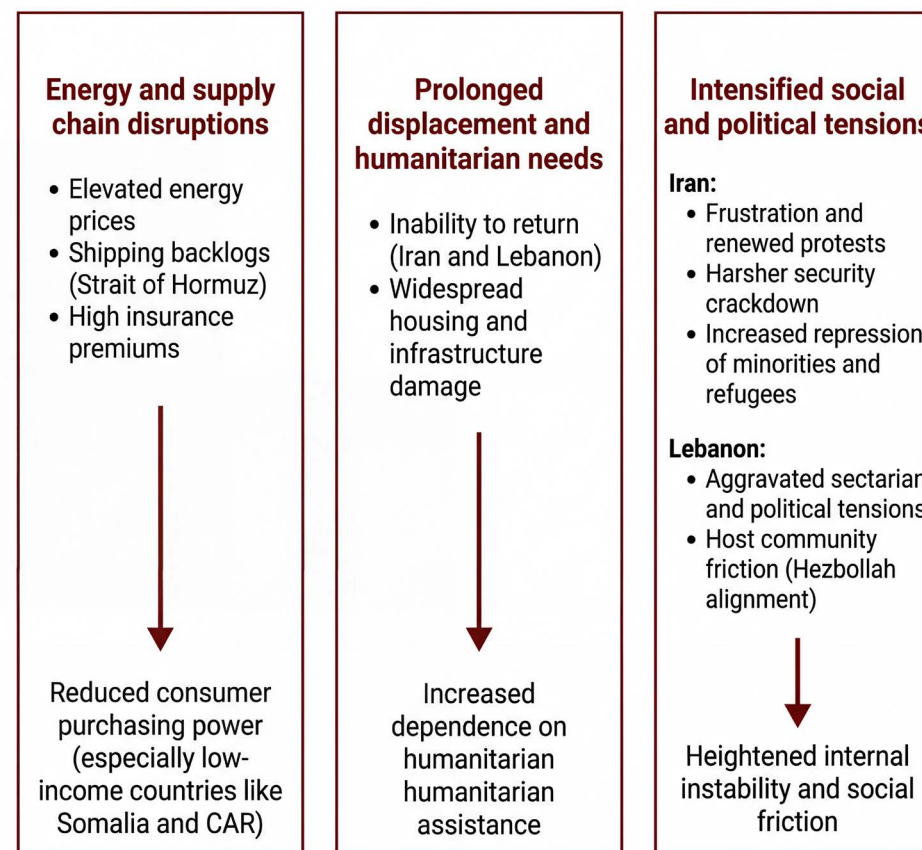 Energy and supply
chain disruptions
• Elevated energy
prices
• Shipping backlogs
(Strait of Hormuz)
• High insurance
premiums
Reduced consumer
purchasing power
(especially low-
income countries like
Somalia and CAR)
Prolonged
displacement and
humanitarian needs
• Inability to return
(Iran and Lebanon)
• Widespread
housing and
infrastructure
damage
Increased
dependence on
humanitarian
humanitarian
assistance
Intensified social
and political tensions
Iran:
• Frustration and
renewed protests
• Harsher security
crackdown
• Increased repression
of minorities and
refugees
Lebanon:
• Aggravated sectarian
and political tensions
• Host community
friction (Hezbollah
alignment)
Heightened internal
instability and social
friction